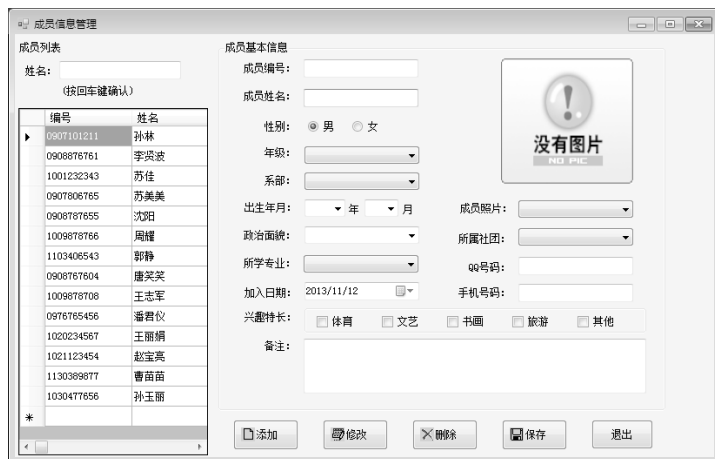 成员信息管理
成员列表
姓名:
(按回车键确认)
编号 姓名
0907101211 孙林
0908876761 李贤波
1001232343 苏佳
0907806765 苏美美
0908787655 沈阳
1009878766 周耀
1103406543 郭静
0908767604 唐笑笑
1009878708 王志军
0976765456 潘君仪
1020234567 王丽娟
1021123454 赵宝亮
1130389877 曹苗苗
1030477656 孙玉丽
成员基本信息
成员编号:
成员姓名:
性别: 男 女
年级:
系部:
没有图片
NO PIC
出生年月: 年 月 成员照片:
政治面貌: 所属社团:
所学专业: QQ号码:
加入日期: 2013/11/12 手机号码:
兴趣特长: 体育 文艺 书画 旅游 其他
备注:
添加 修改 删除 保存 退出